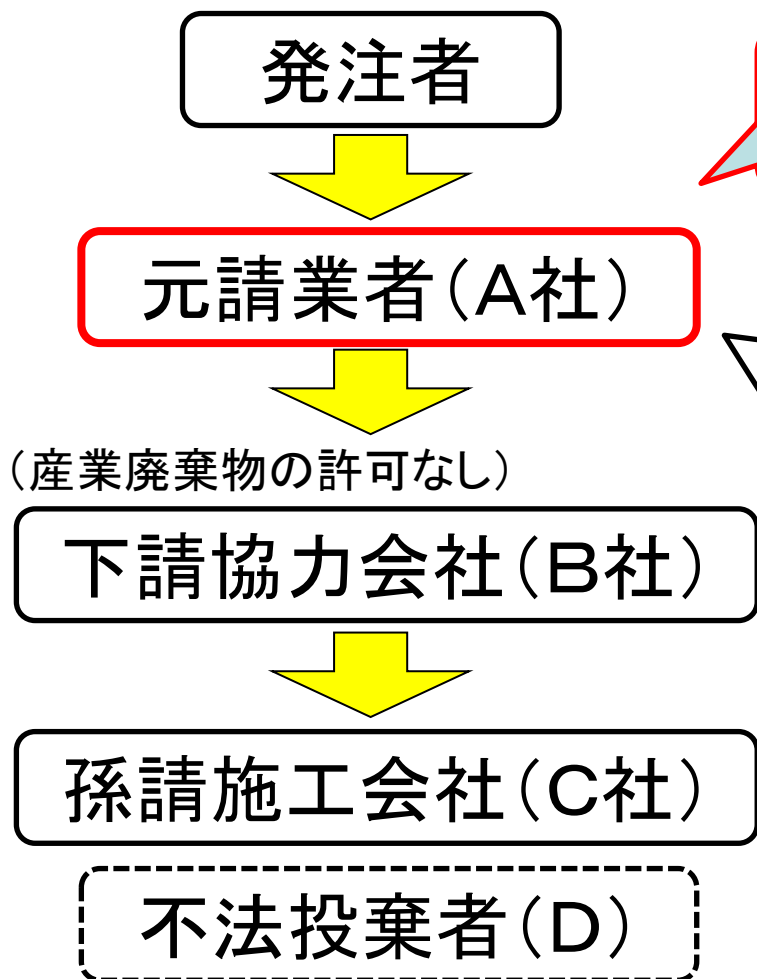 発注者
元請業者(A社)
(産業廃棄物の許可なし)
下請協力会社(B社)
孫請施工会社(C社)
不法投棄者(D)